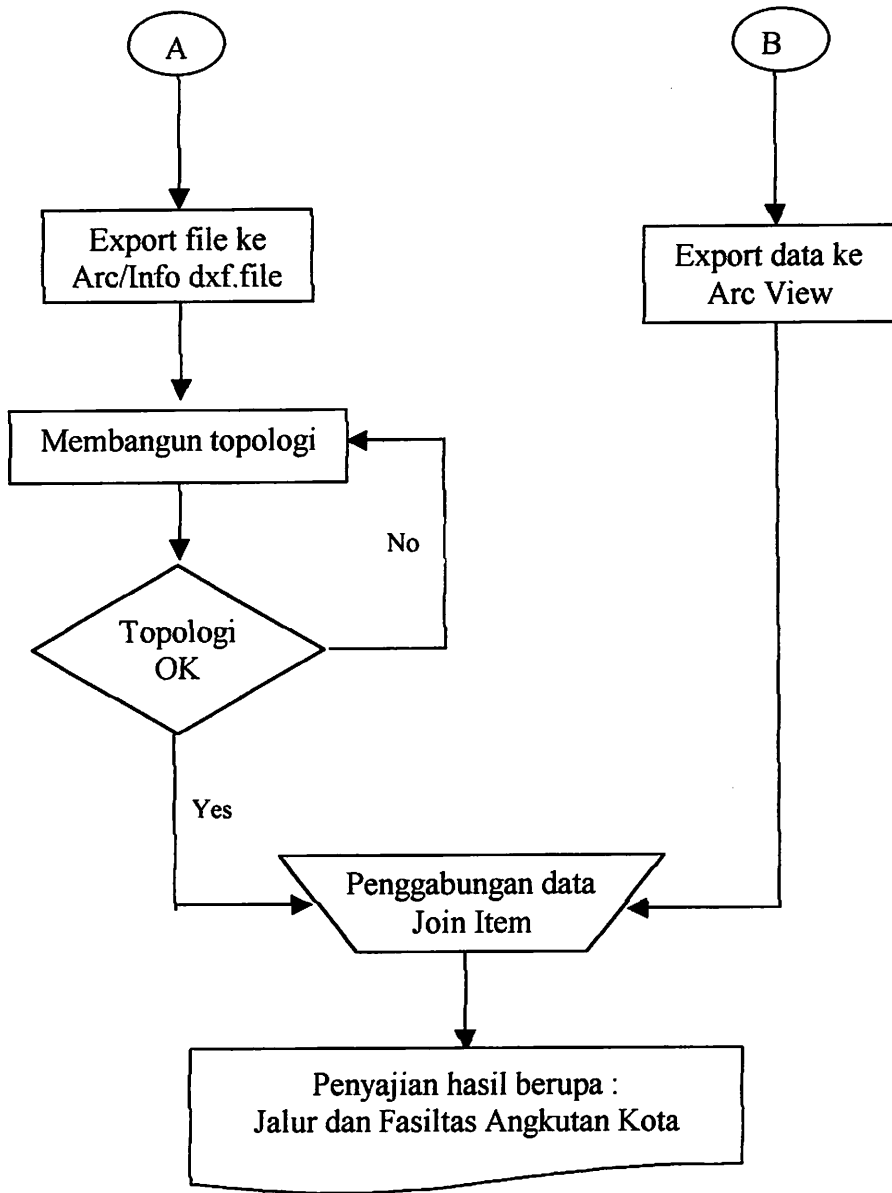 A
B
Export file ke
Arc/Info dxf.file
Export data ke
Arc View
Membangun topologi
No
Topologi
OK
Yes
Penggabungan data
Join Item
Penyajian hasil berupa :
Jalur dan Fasiltas Angkutan Kota